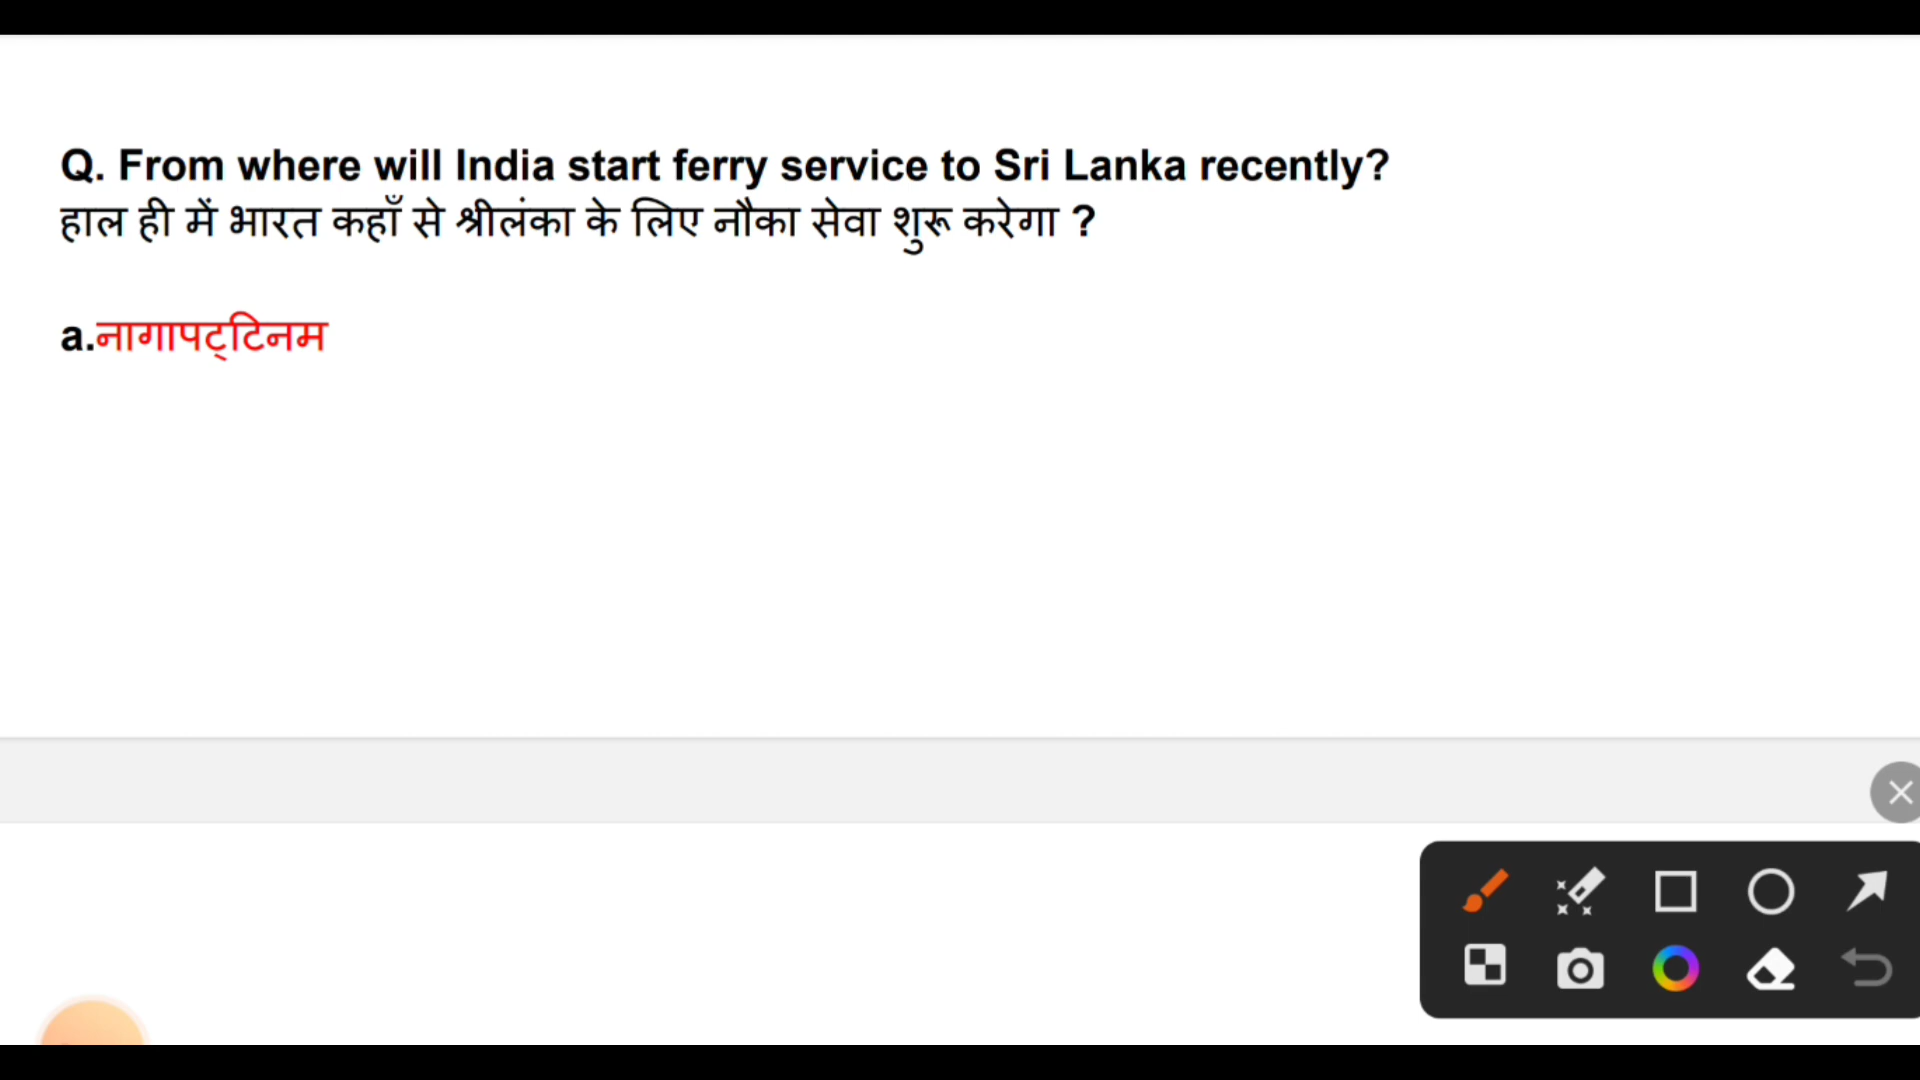 Q. From where will India start ferry service to Sri Lanka recently?
हाल ही में भारत कहाँ से श्रीलंका के लिए नौका सेवा शुरू करेगा ?
a.नागापट्टिनम